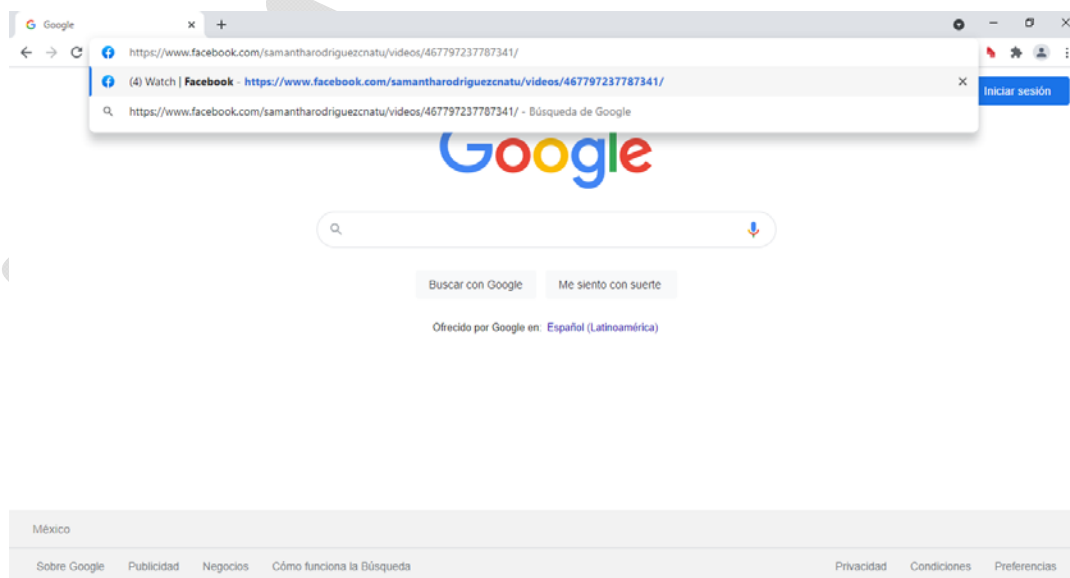 Google
https://www.facebook.com/samantharodriguezcnatu/videos/467797237787341/
(4) Watch | Facebook - https://www.facebook.com/samantharodriguezcnatu/videos/467797237787341/
https://www.facebook.com/samantharodriguezcnatu/videos/467797237787341/ - Búsqueda de Google
Iniciar sesión
Google
Buscar con Google Me siento con suerte
Ofrecido por Google en: Español (Latinoamérica)
México
Sobre Google Publicidad Negocios Cómo funciona la Búsqueda Privacidad Condiciones Preferencias